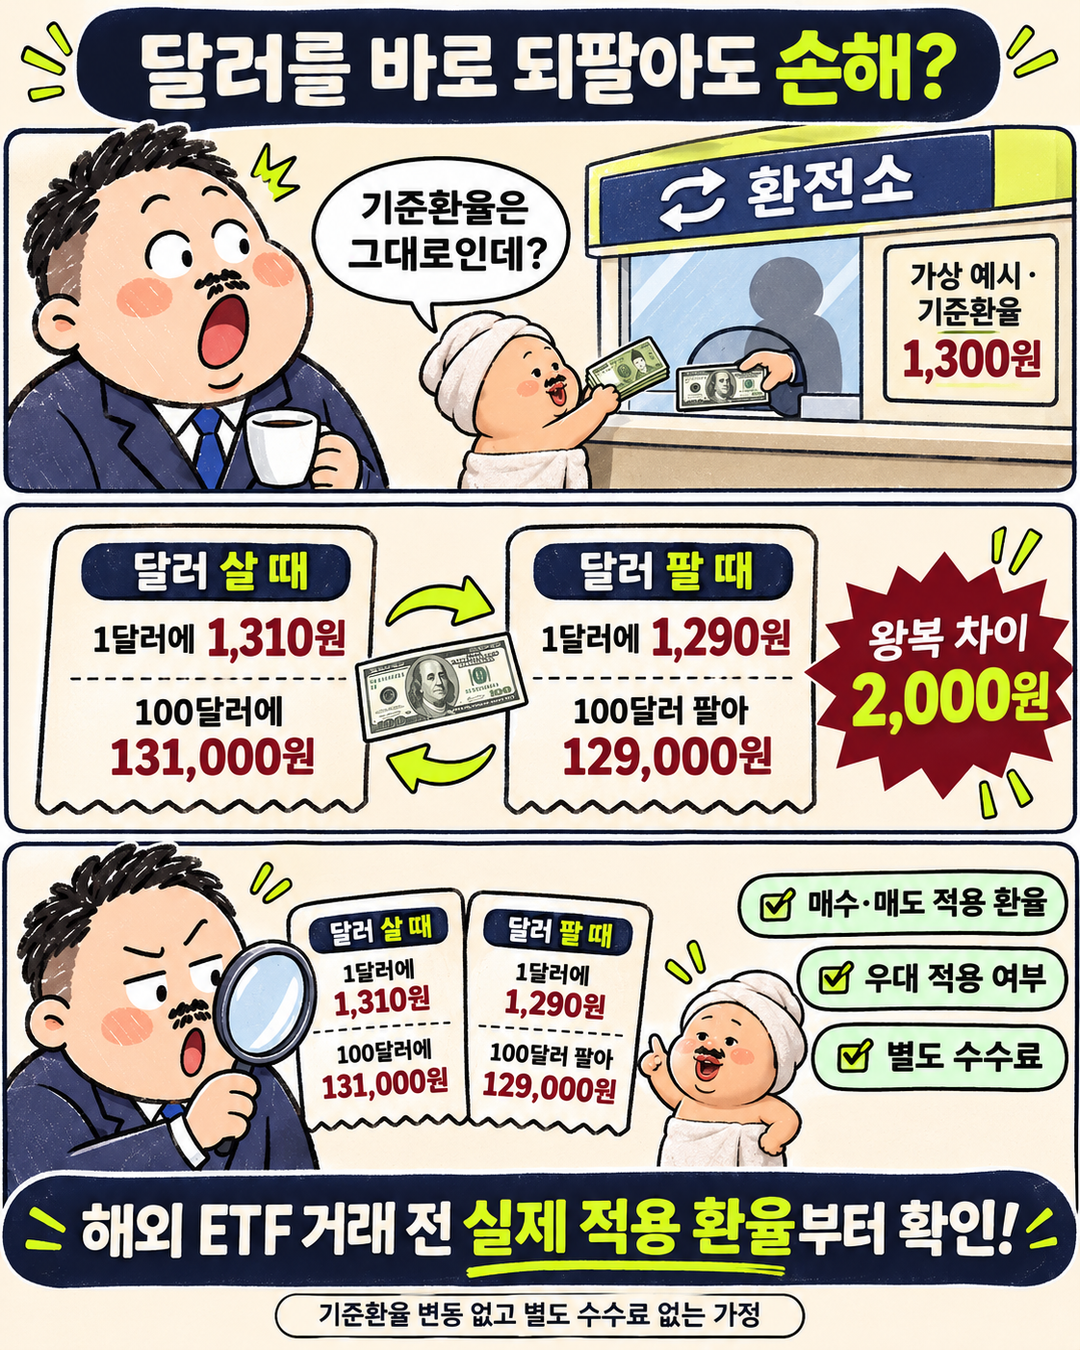 달러를 바로 되팔아도 손해?
기준환율은
그대로인데?
환전소
가상 예시·
기준환율
1,300원
달러 살 때
1달러에 1,310원
100달러에
131,000원
달러 팔 때
1달러에 1,290원
100달러 팔아
129,000원
왕복 차이
2,000원
달러 살 때
1달러에
1,310원
100달러에
131,000원
달러 팔 때
1달러에
1,290원
100달러 팔아
129,000원
매수·매도 적용 환율
우대 적용 여부
별도 수수료
해외 ETF 거래 전 실제 적용 환율부터 확인!
기준환율 변동 없고 별도 수수료 없는 가정